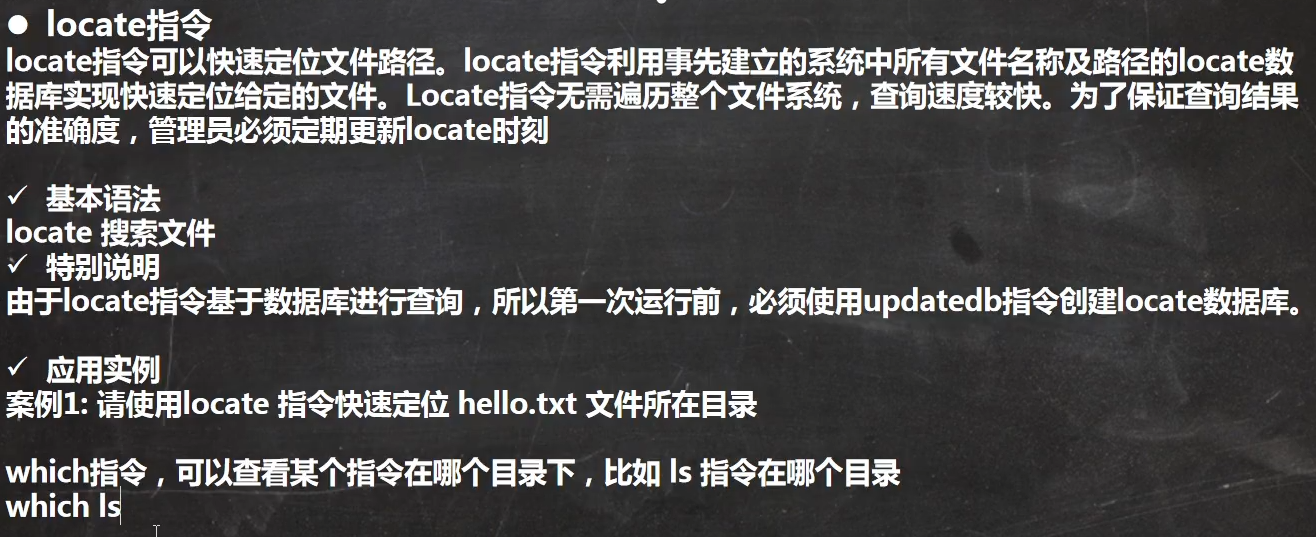 ● locate指令
locate指令可以快速定位文件路径。locate指令利用事先建立的系统中所有文件名称及路径的locate数
据库实现快速定位给定的文件。Locate指令无需遍历整个文件系统，查询速度较快。为了保证查询结果
的准确度，管理员必须定期更新locate时刻
✓ 基本语法
locate 搜索文件
✓ 特别说明
由于locate指令基于数据库进行查询，所以第一次运行前，必须使用updatedb指令创建locate数据库。
✓ 应用实例
案例1: 请使用locate 指令快速定位 hello.txt 文件所在目录
which指令，可以查看某个指令在哪个目录下，比如 ls 指令在哪个目录
which ls